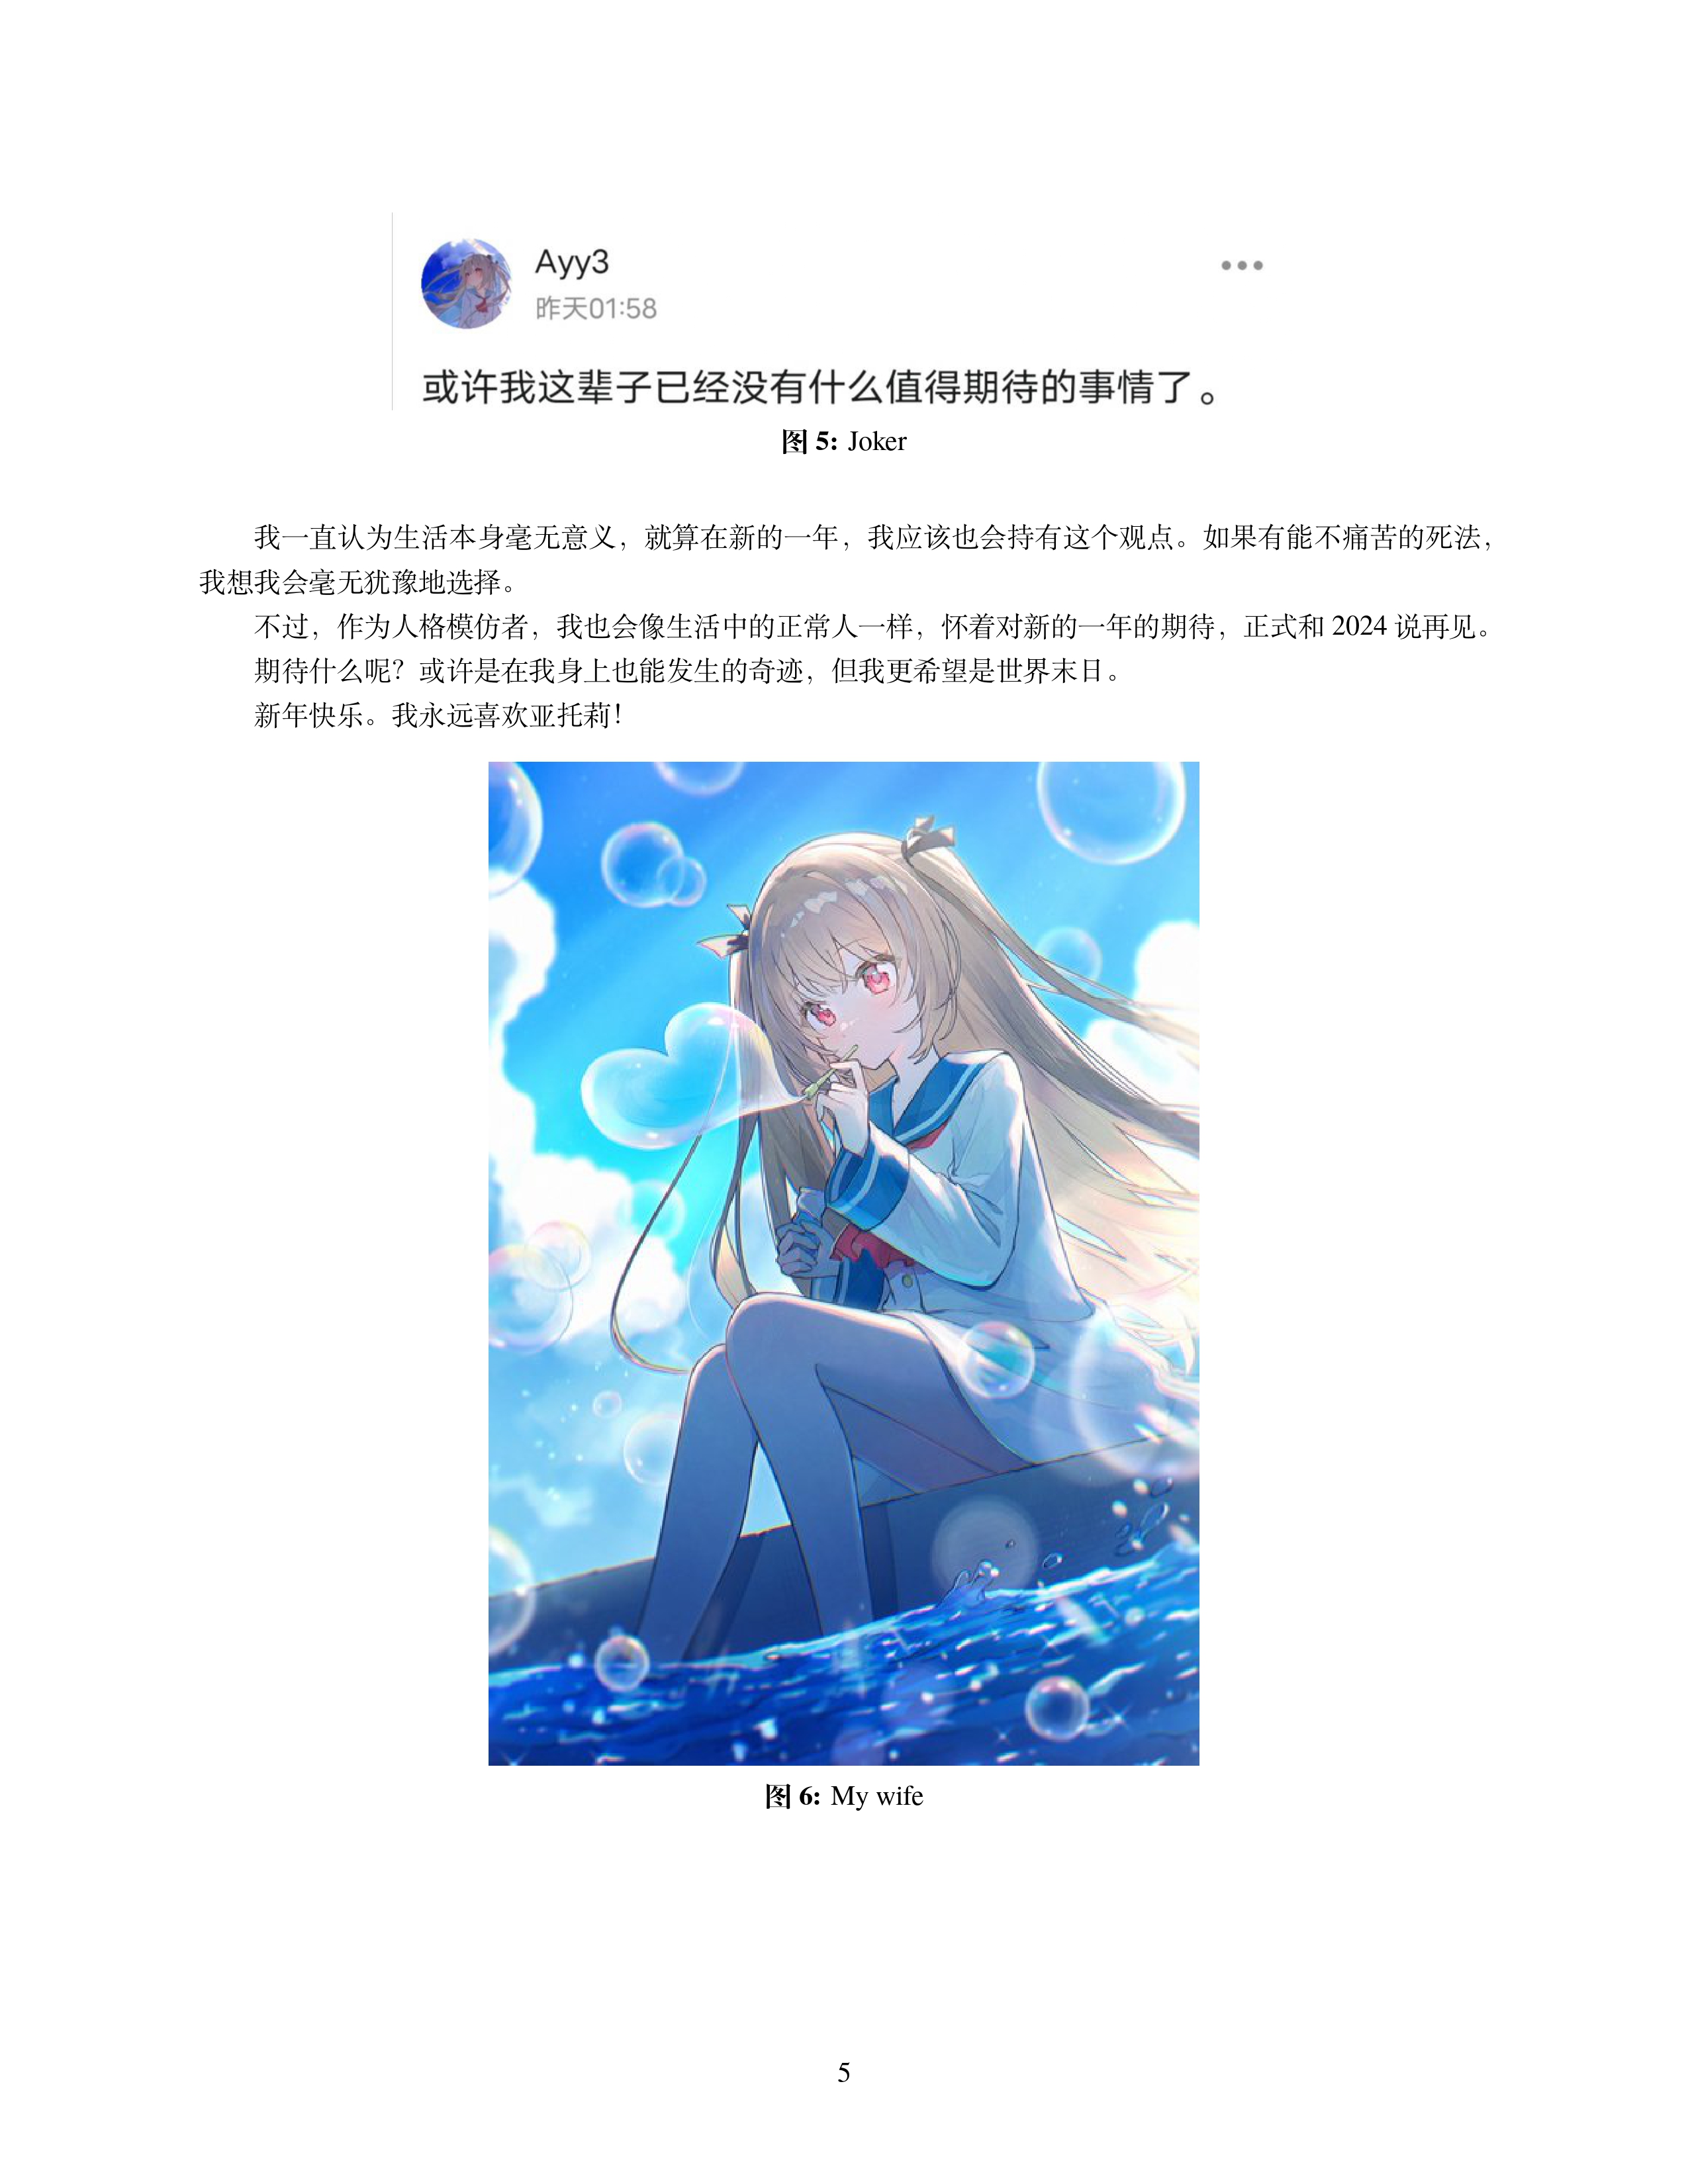 Ayy3
昨天01:58
或许我这辈子已经没有什么值得期待的事情了。
图 5: Joker
我一直认为生活本身毫无意义，就算在新的一年，我应该也会持有这个观点。如果有能不痛苦的死法，
我想我会毫无犹豫地选择。
不过，作为人格模仿者，我也会像生活中的正常人一样，怀着对新的一年的期待，正式和 2024 说再见。
期待什么呢？或许是在我身上也能发生的奇迹，但我更希望是世界末日。
新年快乐。我永远喜欢亚托莉！
图 6: My wife
5